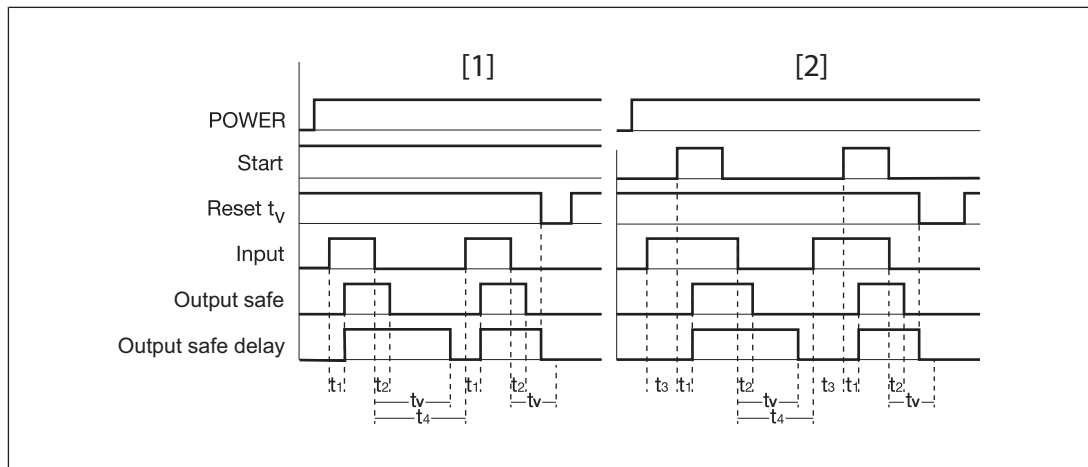 [1] [2]
POWER
Start
Reset tv
Input
Output safe
Output safe delay
t1 t2 t1 t2 t3 t1 t2 t3 t1 t2
tv tv tv tv
t4 t4